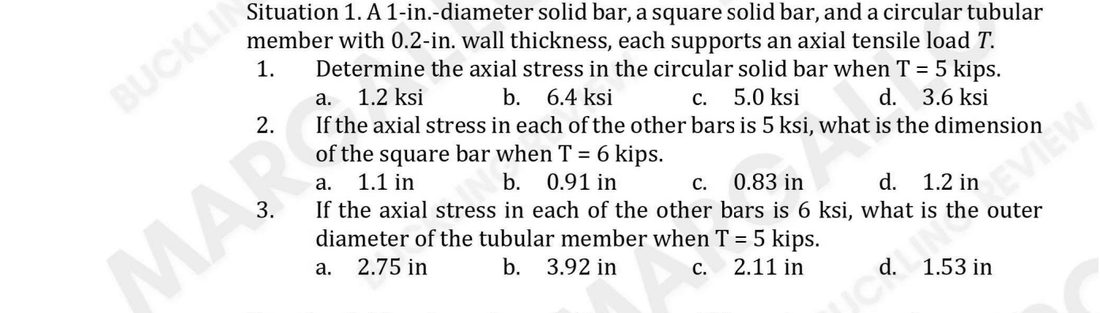 Situation 1. A 1-in.-diameter solid bar, a square solid bar, and a circular tubular
member with 0.2-in. wall thickness, each supports an axial tensile load T.
1. Determine the axial stress in the circular solid bar when T = 5 kips.
a. 1.2 ksi b. 6.4 ksi c. 5.0 ksi d. 3.6 ksi
2. If the axial stress in each of the other bars is 5 ksi, what is the dimension
of the square bar when T = 6 kips.
a. 1.1 in b. 0.91 in c. 0.83 in d. 1.2 in
3. If the axial stress in each of the other bars is 6 ksi, what is the outer
diameter of the tubular member when T = 5 kips.
a. 2.75 in b. 3.92 in c. 2.11 in d. 1.53 in